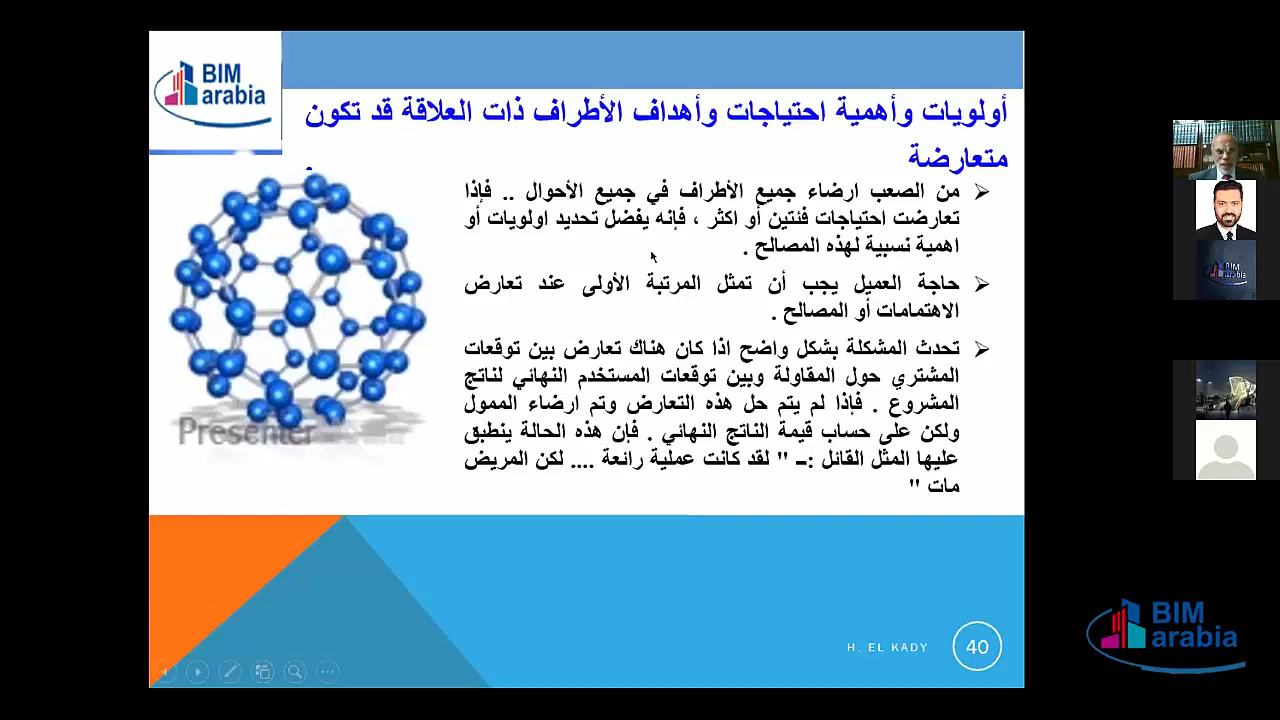 BIM
arabia
أولويات وأهمية احتياجات وأهداف الأطراف ذات العلاقة قد تكون
متعارضة .
من الصعب ارضاء جميع الأطراف في جميع الأحوال .. فإذا
تعارضت احتياجات فئتين أو اكثر ، فإنه يفضل تحديد اولويات أو
اهمية نسبية لهذه المصالح .
حاجة العميل يجب أن تمثل المرتبة الأولى عند تعارض
الاهتمامات أو المصالح .
تحدث المشكلة بشكل واضح اذا كان هناك تعارض بين توقعات
المشتري حول المقاولة وبين توقعات المستخدم النهائي لناتج
المشروع . فإذا لم يتم حل هذه التعارض وتم ارضاء الممول
ولكن على حساب قيمة الناتج النهائي . فإن هذه الحالة ينطبق
عليها المثل القائل :ــ " لقد كانت عملية رائعة .... لكن المريض
مات "
Presenter
H. EL KADY
40
BIM
arabia
BIM
arabia